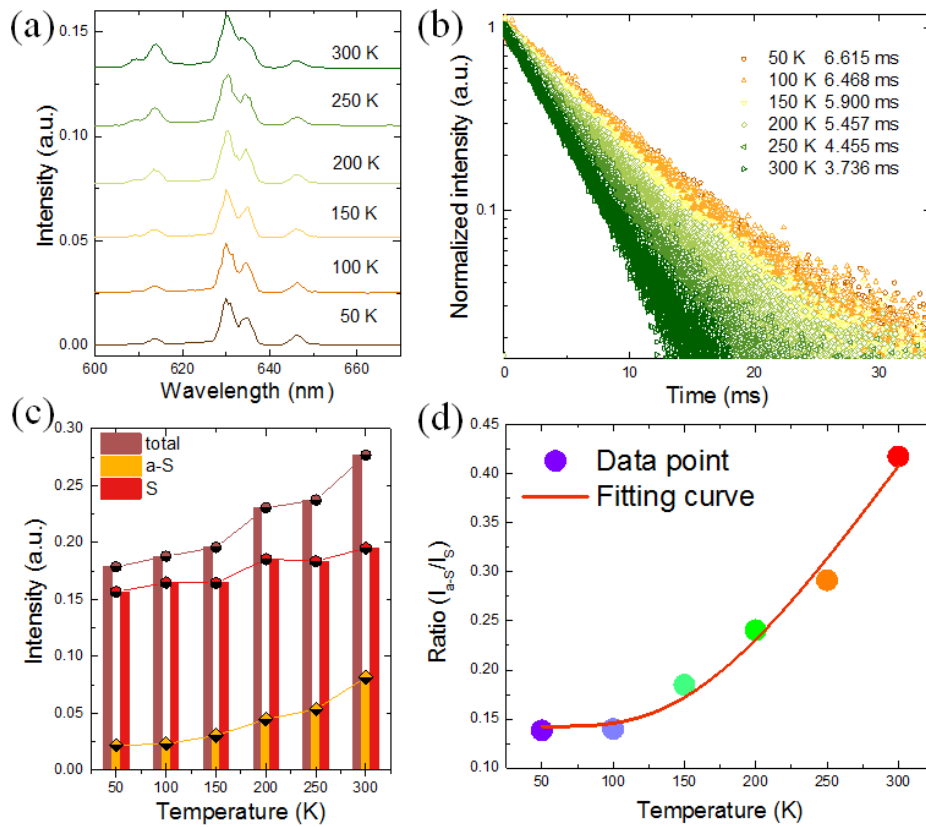 (a)
0.15
0.10
0.05
0.00
Intensity (a.u.)
300 K
250 K
200 K
150 K
100 K
50 K
600
620
640
660
Wavelength (nm)
(b)
1
0.1
Normalized intensity (a.u.)
50 K 6.615 ms
100 K 6.468 ms
150 K 5.900 ms
200 K 5.457 ms
250 K 4.455 ms
300 K 3.736 ms
0
10
20
30
Time (ms)
(c)
0.30
0.25
0.20
0.15
0.10
0.05
0.00
Intensity (a.u.)
total
a-S
S
50
100
150
200
250
300
Temperature (K)
(d)
0.45
0.40
0.35
0.30
0.25
0.20
0.15
0.10
Ratio (I_a-S/I_S)
Data point
Fitting curve
50
100
150
200
250
300
Temperature (K)